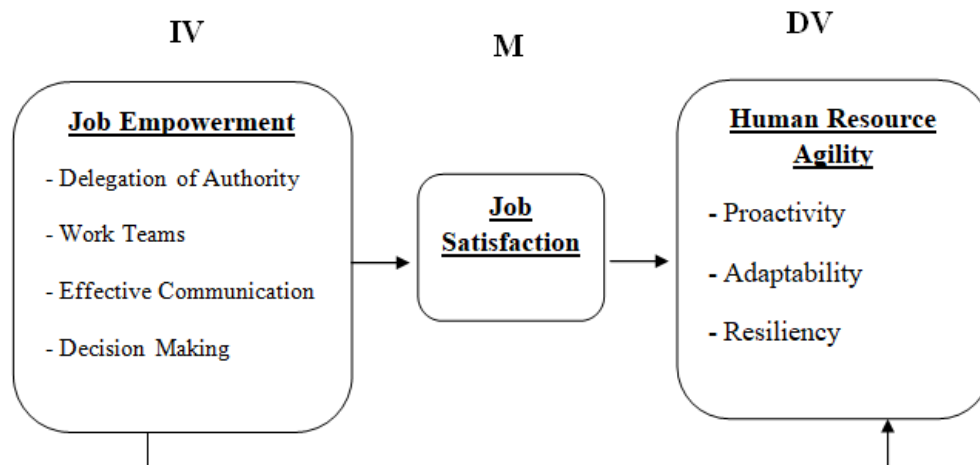 IV
M
DV
Job Empowerment
- Delegation of Authority
- Work Teams
- Effective Communication
- Decision Making
Job
Satisfaction
Human Resource
Agility
- Proactivity
- Adaptability
- Resiliency